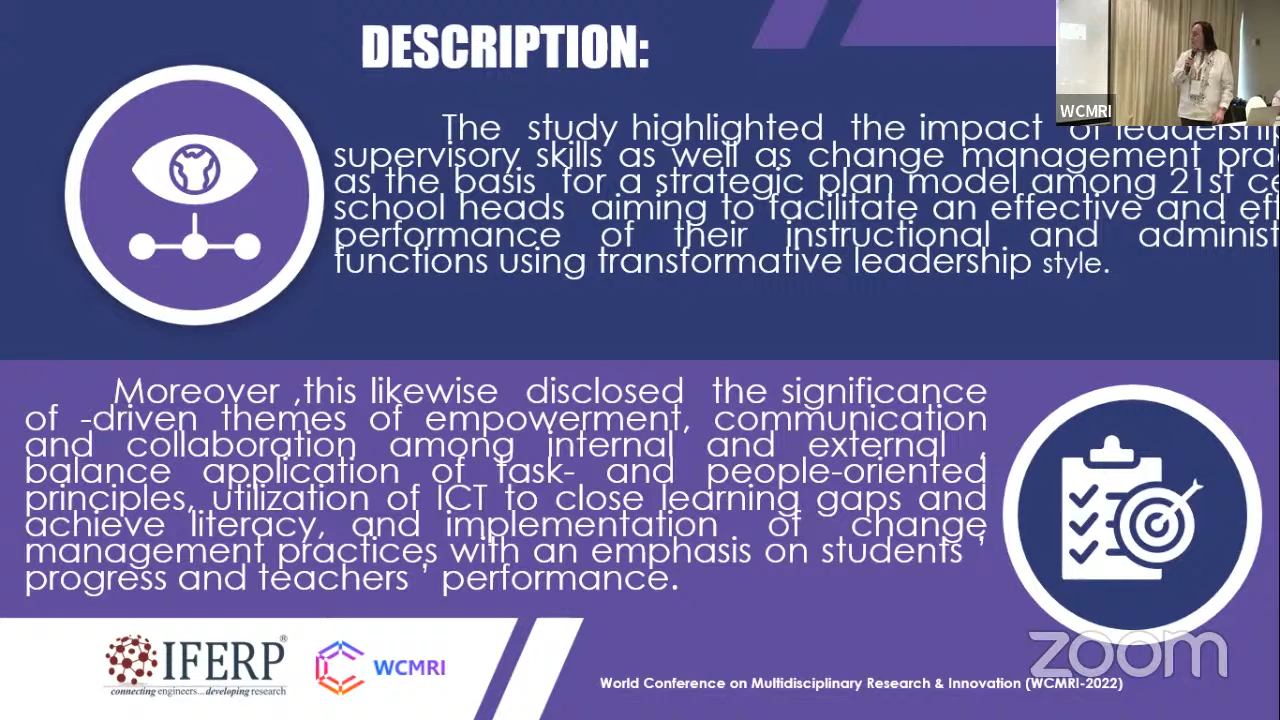 DESCRIPTION:
WCMRI
The study highlighted the impact of leadership
supervisory skills as well as change management
as the basis for a strategic plan model among 21st
school heads aiming to facilitate an effective and
performance of their instructional and
functions using transformative leadership style.
Moreover ,this likewise disclosed the significance
of -driven themes of empowerment, communication
and collaboration among internal and external ,
balance application of task- and people-oriented
principles, utilization of ICT to close learning gaps and
achieve literacy, and implementation of change
management practices with an emphasis on students '
progress and teachers ' performance.
IFERP®
connecting engineers...developing research
WCMRI
World Conference on Multidisciplinary Research & Innovation (WCMRI-2022)
zoom